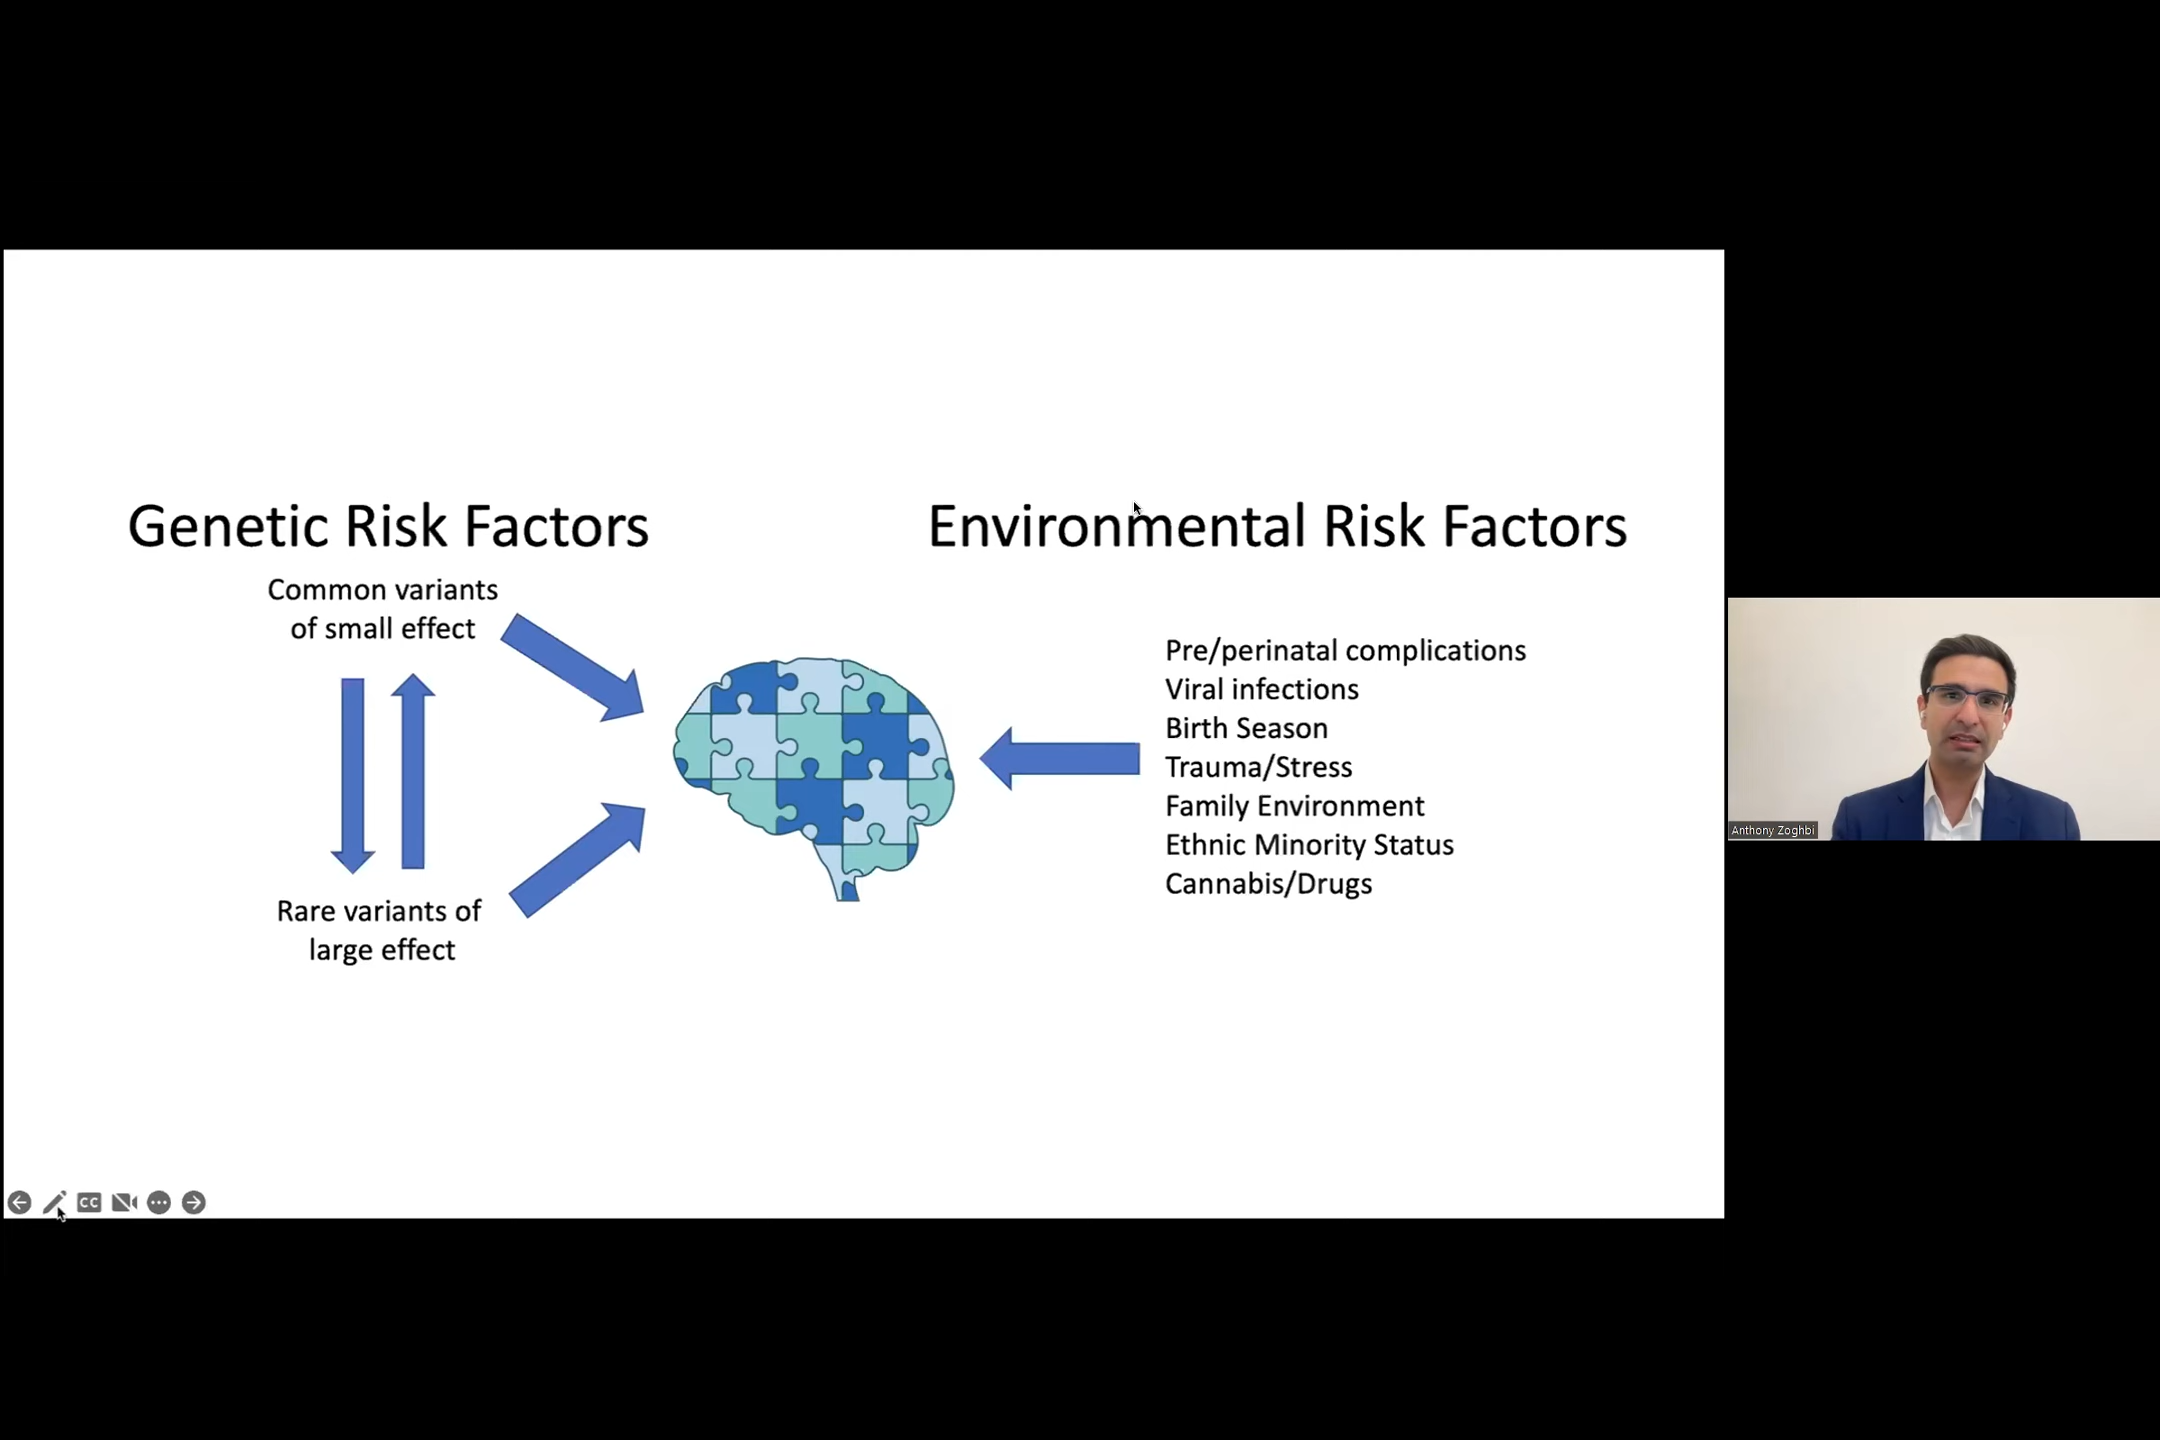 Genetic Risk Factors
Common variants
of small effect
Rare variants of
large effect
Environmental Risk Factors
Pre/perinatal complications
Viral infections
Birth Season
Trauma/Stress
Family Environment
Ethnic Minority Status
Cannabis/Drugs
CC
Anthony Zoghbi